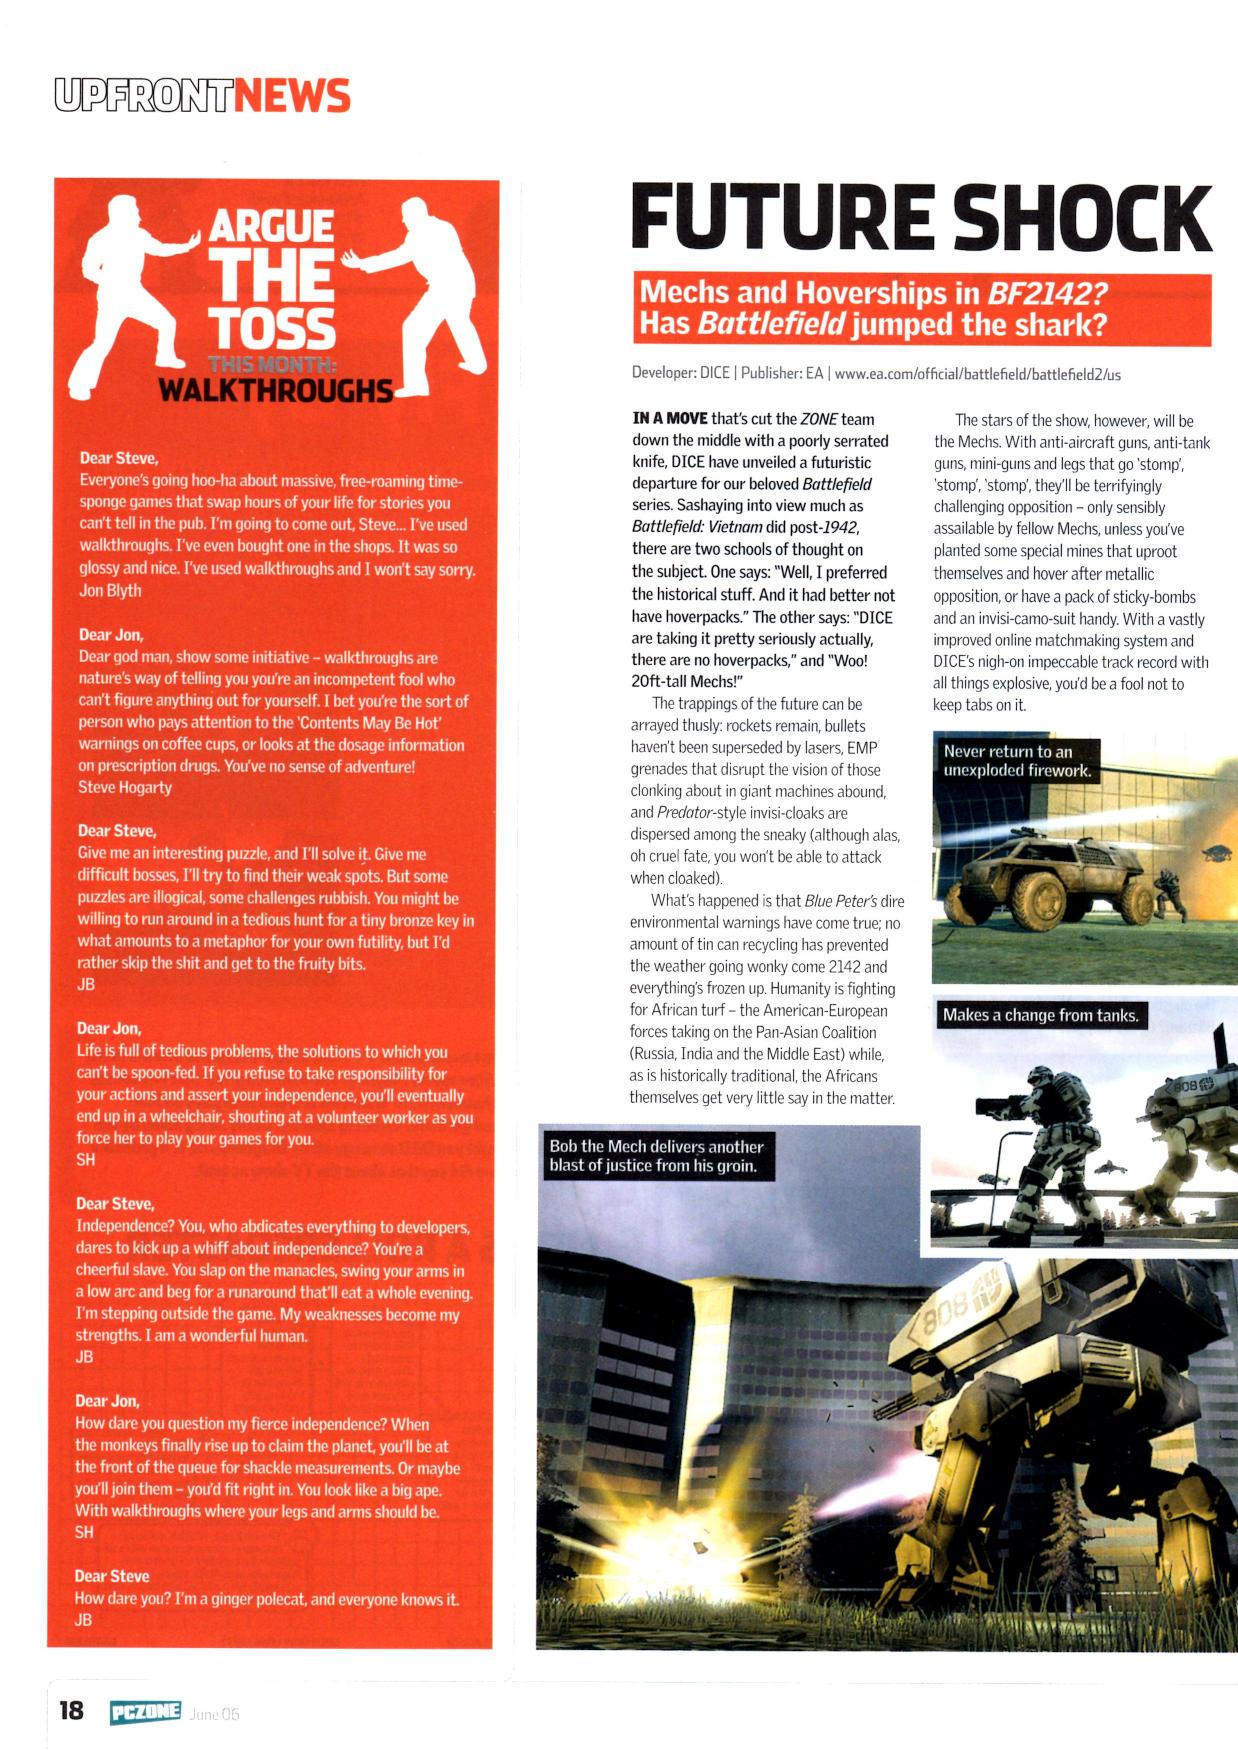 UPFRONTNEWS
ARGUE
THE
TOSS
THIS MONTH:
WALKTHROUGHS
Dear Steve,
Everyone's going hoo-ha about massive, free-roaming time-
sponge games that swap hours of your life for stories you
can't tell in the pub. I'm going to come out, Steve... I've used
walkthroughs. I've even bought one in the shops. It was so
glossy and nice. I've used walkthroughs and I won't say sorry.
Jon Blyth
Dear Jon,
Dear god man, show some initiative – walkthroughs are
nature's way of telling you you're an incompetent fool who
can't figure anything out for yourself. I bet you're the sort of
person who pays attention to the 'Contents May Be Hot'
warnings on coffee cups, or looks at the dosage information
on prescription drugs. You've no sense of adventure!
Steve Hogarty
Dear Steve,
Give me an interesting puzzle, and I'll solve it. Give me
difficult bosses, I'll try to find their weak spots. But some
puzzles are illogical, some challenges rubbish. You might be
willing to run around in a tedious hunt for a tiny bronze key in
what amounts to a metaphor for your own futility, but I'd
rather skip the shit and get to the fruity bits.
JB
Dear Jon,
Life is full of tedious problems, the solutions to which you
can't be spoon-fed. If you refuse to take responsibility for
your actions and assert your independence, you'll eventually
end up in a wheelchair, shouting at a volunteer worker as you
force her to play your games for you.
SH
Dear Steve,
Independence? You, who abdicates everything to developers,
dares to kick up a whiff about independence? You're a
cheerful slave. You slap on the manacles, swing your arms in
a low arc and beg for a runaround that'll eat a whole evening.
I'm stepping outside the game. My weaknesses become my
strengths. I am a wonderful human.
JB
Dear Jon,
How dare you question my fierce independence? When
the monkeys finally rise up to claim the planet, you'll be at
the front of the queue for shackle measurements. Or maybe
you'll join them – you'd fit right in. You look like a big ape.
With walkthroughs where your legs and arms should be.
SH
Dear Steve
How dare you? I'm a ginger polecat, and everyone knows it.
JB
FUTURE SHOCK
Mechs and Hoverships in BF2142?
Has Battlefield jumped the shark?
Developer: DICE | Publisher: EA | www.ea.com/official/battlefield/battlefield2/us
IN A MOVE that's cut the ZONE team
down the middle with a poorly serrated
knife, DICE have unveiled a futuristic
departure for our beloved Battlefield
series. Sashaying into view much as
Battlefield: Vietnam did post-1942,
there are two schools of thought on
the subject. One says: "Well, I preferred
the historical stuff. And it had better not
have hoverpacks." The other says: "DICE
are taking it pretty seriously actually,
there are no hoverpacks," and "Woo!
20ft-tall Mechs!"
The trappings of the future can be
arrayed thusly: rockets remain, bullets
haven't been superseded by lasers, EMP
grenades that disrupt the vision of those
clonking about in giant machines abound,
and Predator-style invisi-cloaks are
dispersed among the sneaky (although alas,
oh cruel fate, you won't be able to attack
when cloaked).
What's happened is that Blue Peter's dire
environmental warnings have come true; no
amount of tin can recycling has prevented
the weather going wonky come 2142 and
everything's frozen up. Humanity is fighting
for African turf – the American-European
forces taking on the Pan-Asian Coalition
(Russia, India and the Middle East) while,
as is historically traditional, the Africans
themselves get very little say in the matter.
The stars of the show, however, will be
the Mechs. With anti-aircraft guns, anti-tank
guns, mini-guns and legs that go 'stomp',
'stomp', 'stomp', they'll be terrifyingly
challenging opposition – only sensibly
assailable by fellow Mechs, unless you've
planted some special mines that uproot
themselves and hover after metallic
opposition, or have a pack of sticky-bombs
and an invisi-camo-suit handy. With a vastly
improved online matchmaking system and
DICE's nigh-on impeccable track record with
all things explosive, you'd be a fool not to
keep tabs on it.
Never return to an
unexploded firework.
Makes a change from tanks.
808
Bob the Mech delivers another
blast of justice from his groin.
808
18 PCZONE June 06